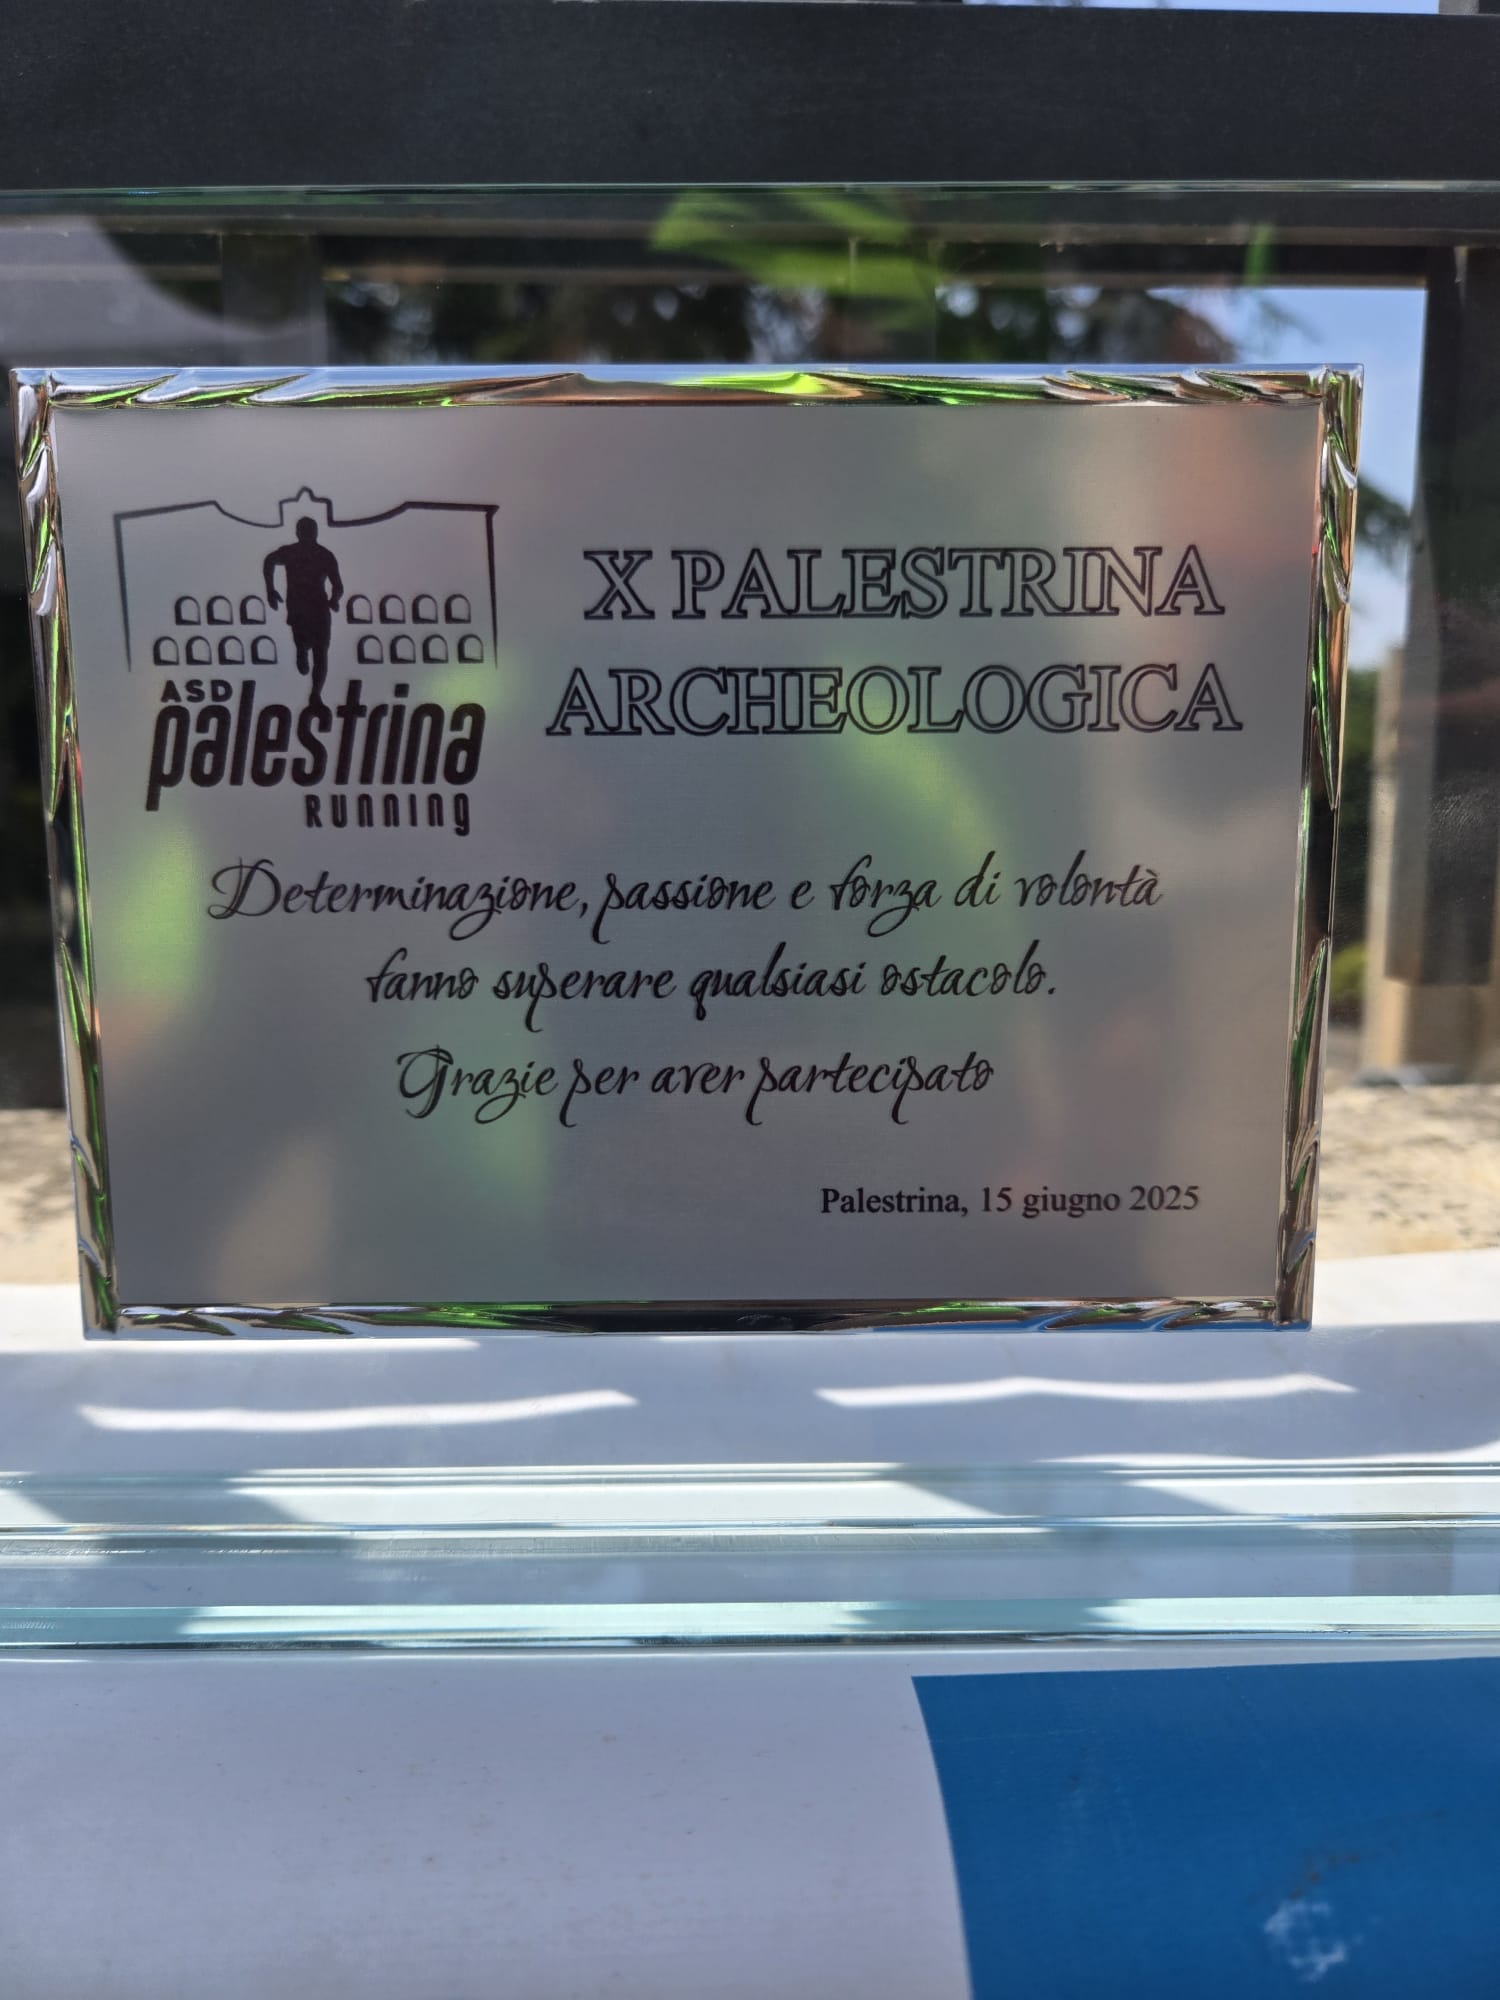 ASD
palestrina
RUNNING
X PALESTRINA
ARCHEOLOGICA
Determinazione, passione e forza di volontà
fanno superare qualsiasi ostacolo.
Grazie per aver partecipato
Palestrina, 15 giugno 2025